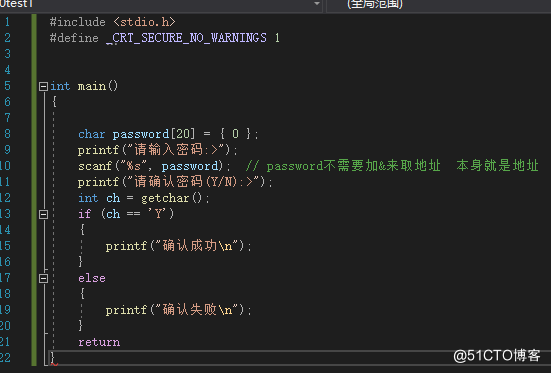 0test1
(全局范围)
1 #include <stdio.h>
2 #define _CRT_SECURE_NO_WARNINGS 1
3
4
5 int main()
6 {
7
8 char password[20] = { 0 };
9 printf("请输入密码:>");
10 scanf("%s", password); // password不需要加&来取地址 本身就是地址
11 printf("请确认密码(Y/N):>");
12 int ch = getchar();
13 if (ch == 'Y')
14 {
15 printf("确认成功\n");
16 }
17 else
18 {
19 printf("确认失败\n");
20 }
21 return
22 }
@51CTO博客